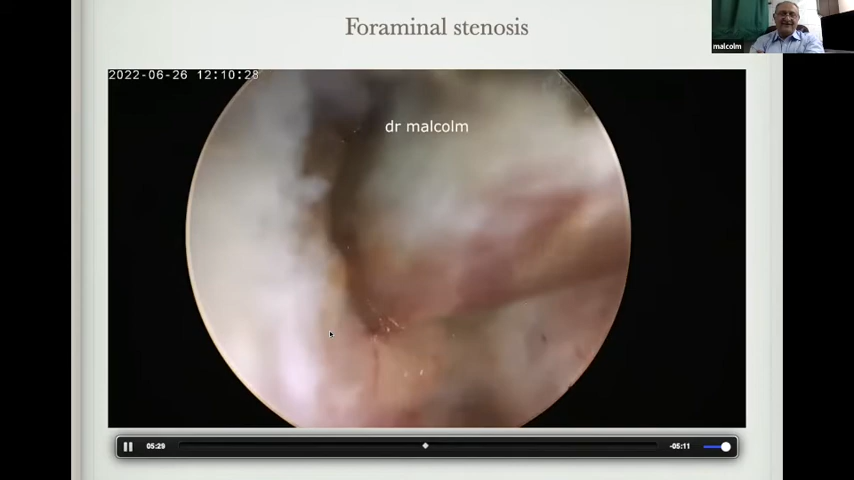 Foraminal stenosis
malcolm
2022-06-26 12:10:28
dr malcolm
05:29
-05:11